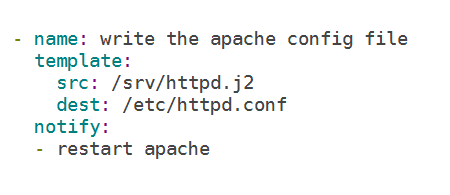 - name: write the apache config file
  template:
    src: /srv/httpd.j2
    dest: /etc/httpd.conf
  notify:
  - restart apache